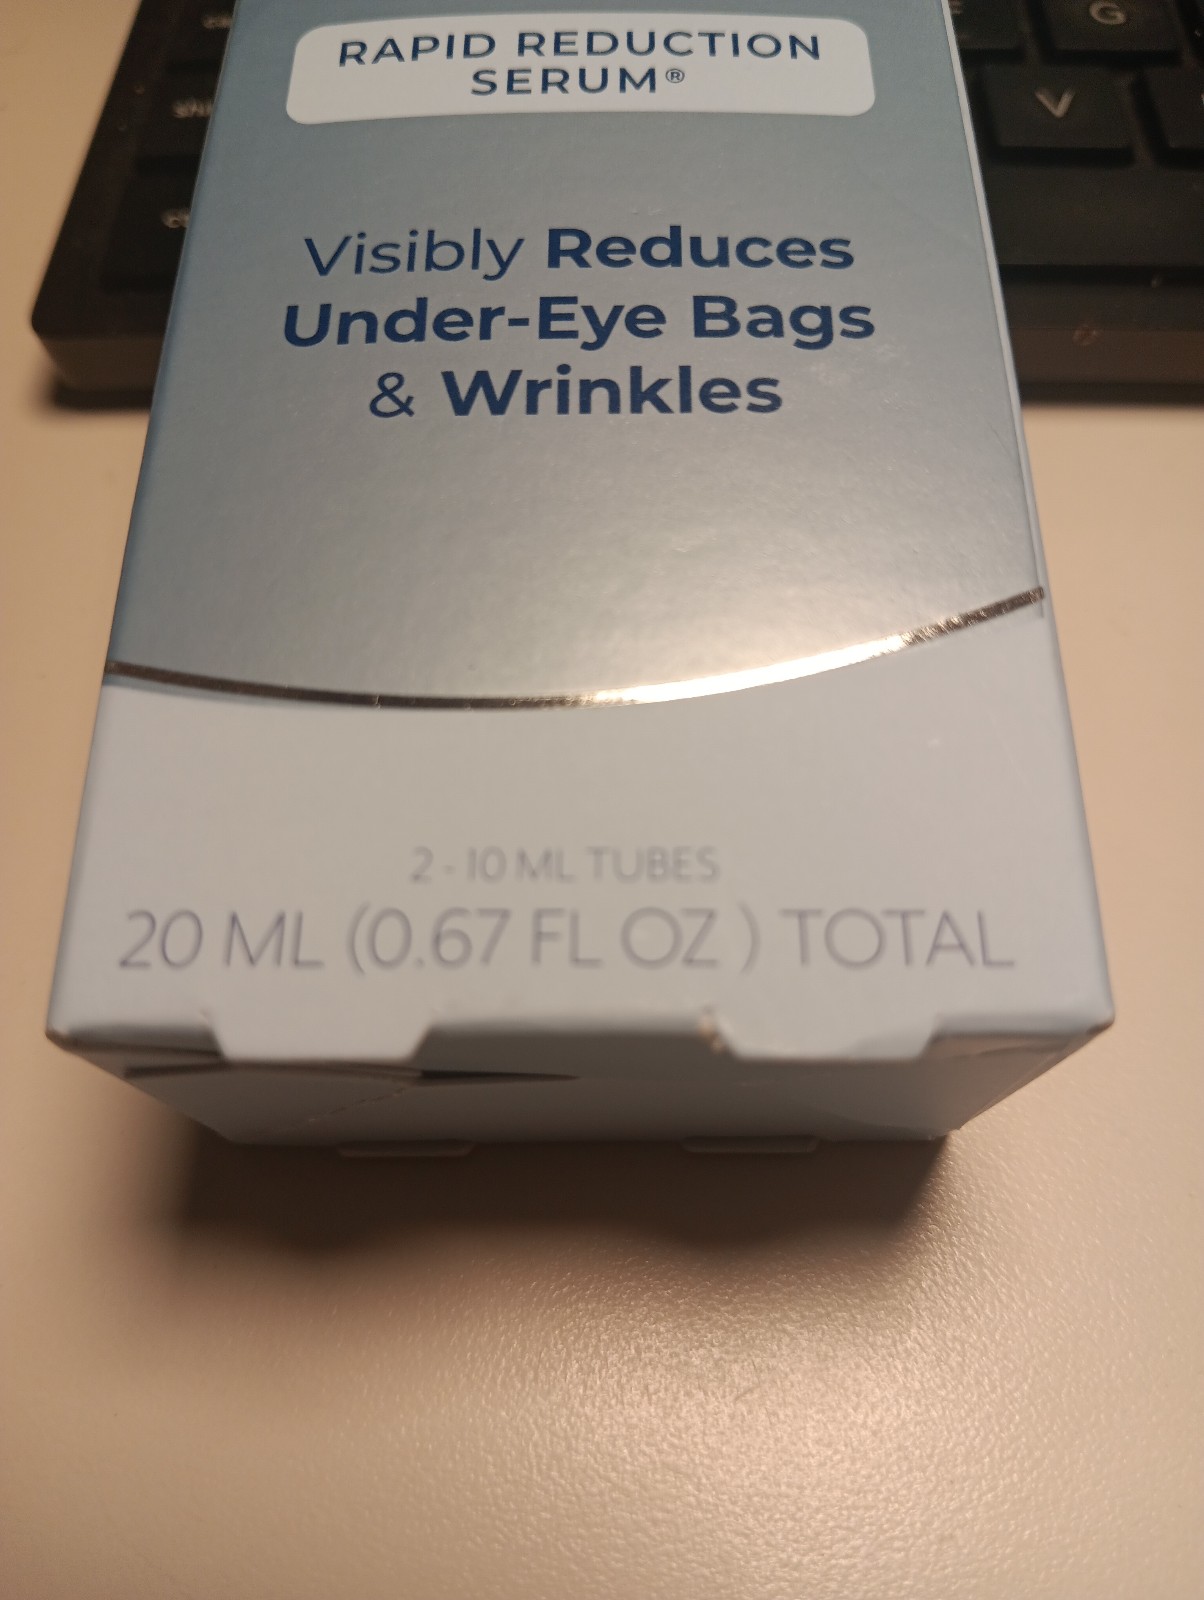 RAPID REDUCTION
SERUM®
Visibly Reduces
Under-Eye Bags
& Wrinkles
2 - 10 ML TUBES
20 ML (0.67 FL OZ ) TOTAL
G
V